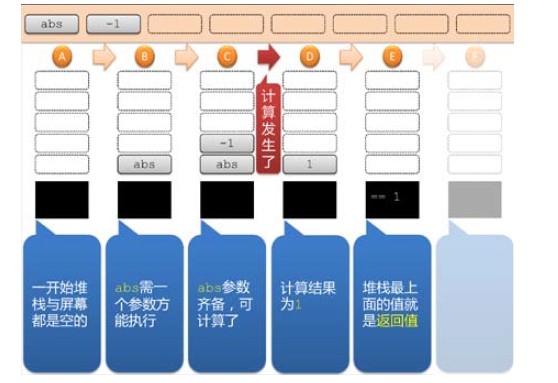 abs -1
A B C D E F
计
算
发
生
了
-1
abs abs 1
== 1
一开始堆
栈与屏幕
都是空的
abs需一
个参数方
能执行
abs参数
齐备，可
计算了
计算结果
为1
堆栈最上
面的值就
是返回值